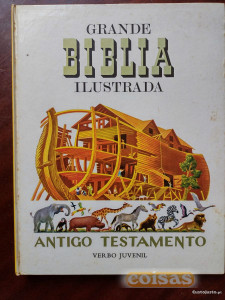 GRANDE
BIBLIA
ILUSTRADA
ANTIGO TESTAMENTO
VERBO JUVENIL
coisas